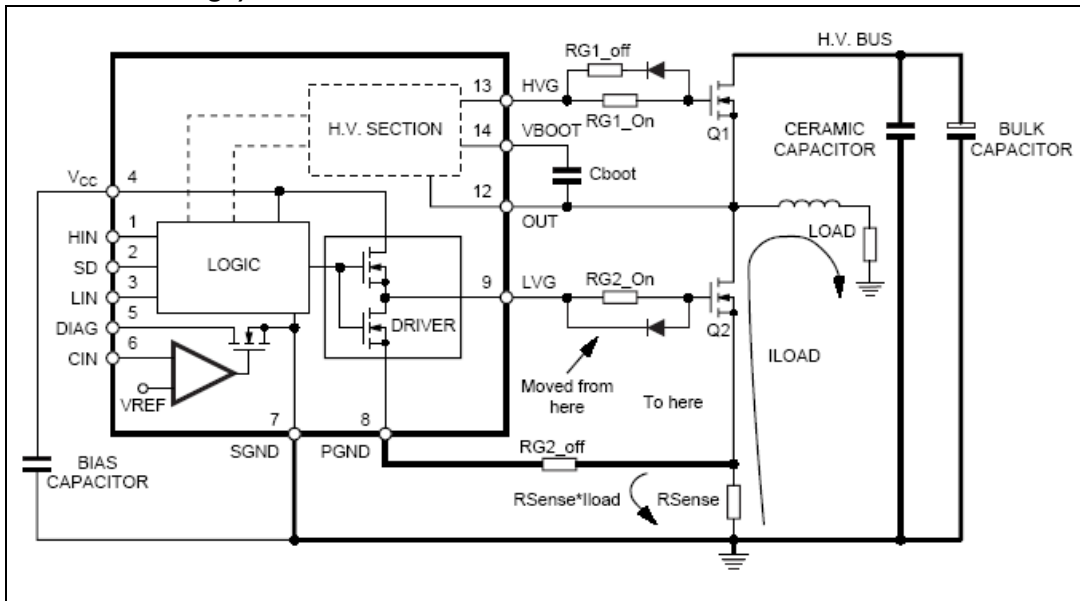 H.V. BUS
RG1_off
13
HVG
RG1_On
Q1
H.V. SECTION
14
VBOOT
Cboot
CERAMIC
CAPACITOR
BULK
CAPACITOR
VCC
4
12
OUT
LOAD
HIN
1
SD
2
LIN
3
DIAG
5
CIN
6
LOGIC
DRIVER
9
LVG
RG2_On
Q2
ILOAD
VREF
Moved from
here
To here
7
8
SGND
PGND
RG2_off
BIAS
CAPACITOR
RSense*Iload
RSense